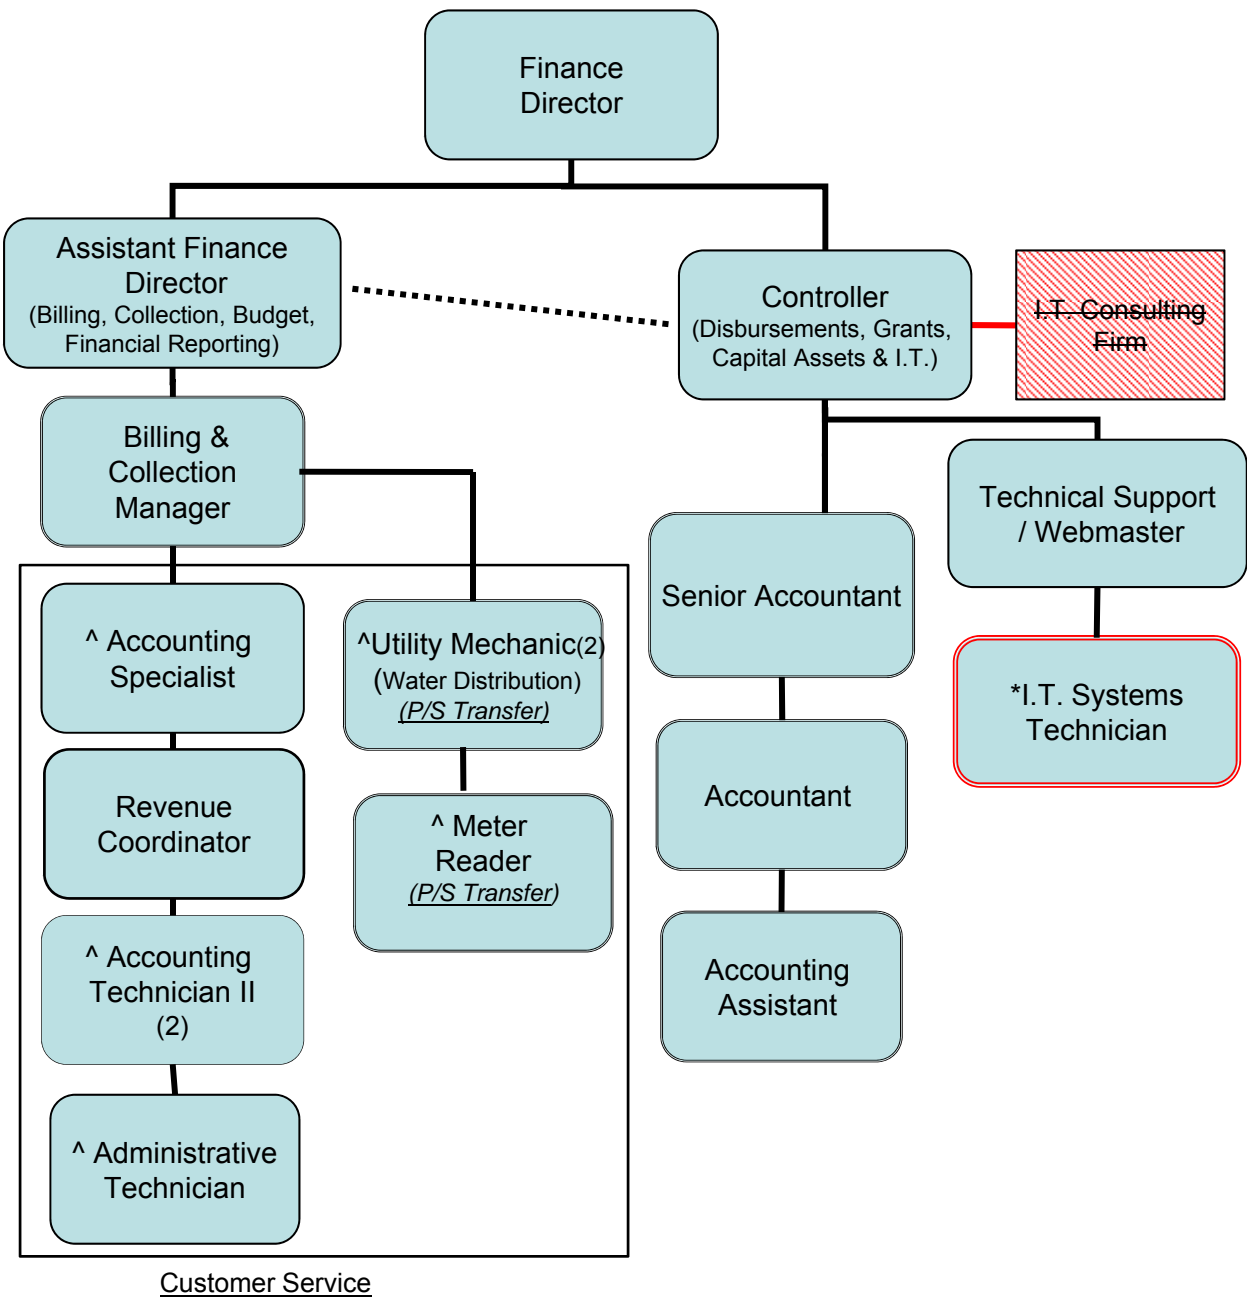 Finance
Director
Assistant Finance
Director
(Billing, Collection, Budget,
Financial Reporting)
Controller
(Disbursements, Grants,
Capital Assets & I.T.)
I.T. Consulting
Firm
Billing &
Collection
Manager
Technical Support
/ Webmaster
Senior Accountant
^ Accounting
Specialist
^Utility Mechanic(2)
(Water Distribution)
(P/S Transfer)
*I.T. Systems
Technician
Revenue
Coordinator
^ Meter
Reader
(P/S Transfer)
Accountant
^ Accounting
Technician II
(2)
Accounting
Assistant
^ Administrative
Technician
Customer Service